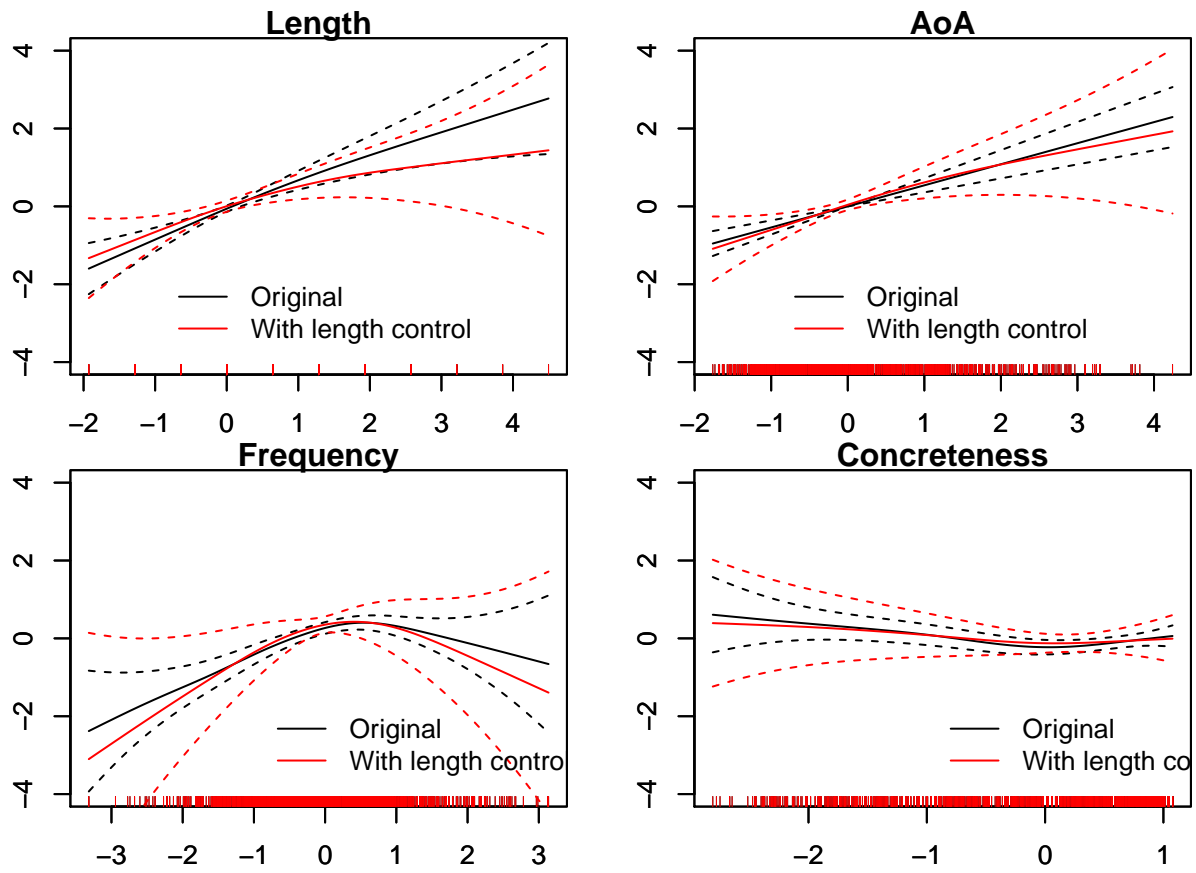 Length
4
2
0
−2
−4
Original
With length control
−2 −1 0 1 2 3 4
AoA
4
2
0
−2
−4
Original
With length control
−2 −1 0 1 2 3 4
Frequency
4
2
0
−2
−4
Original
With length contro
−3 −2 −1 0 1 2 3
Concreteness
4
2
0
−2
−4
Original
With length co
−2 −1 0 1